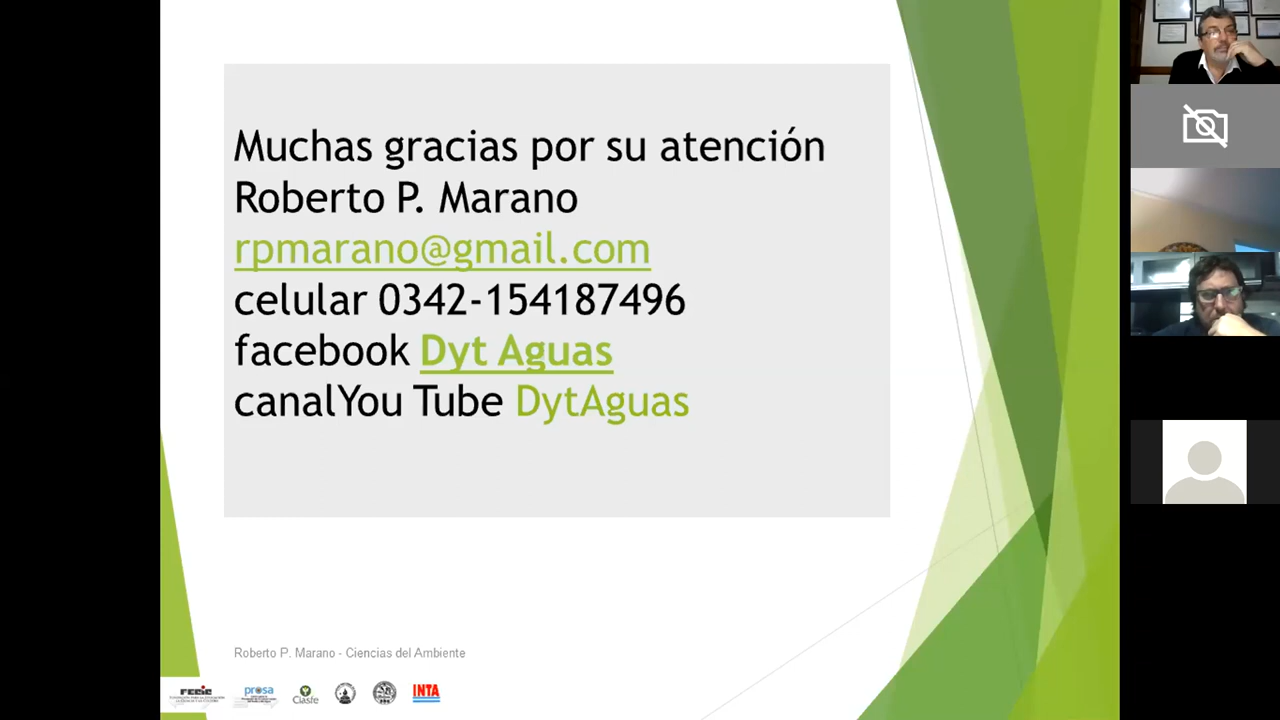 Muchas gracias por su atención
Roberto P. Marano
rpmarano@gmail.com
celular 0342-154187496
facebook Dyt Aguas
canalYou Tube DytAguas
Roberto P. Marano - Ciencias del Ambiente
prosa
Ciasfe
INTA